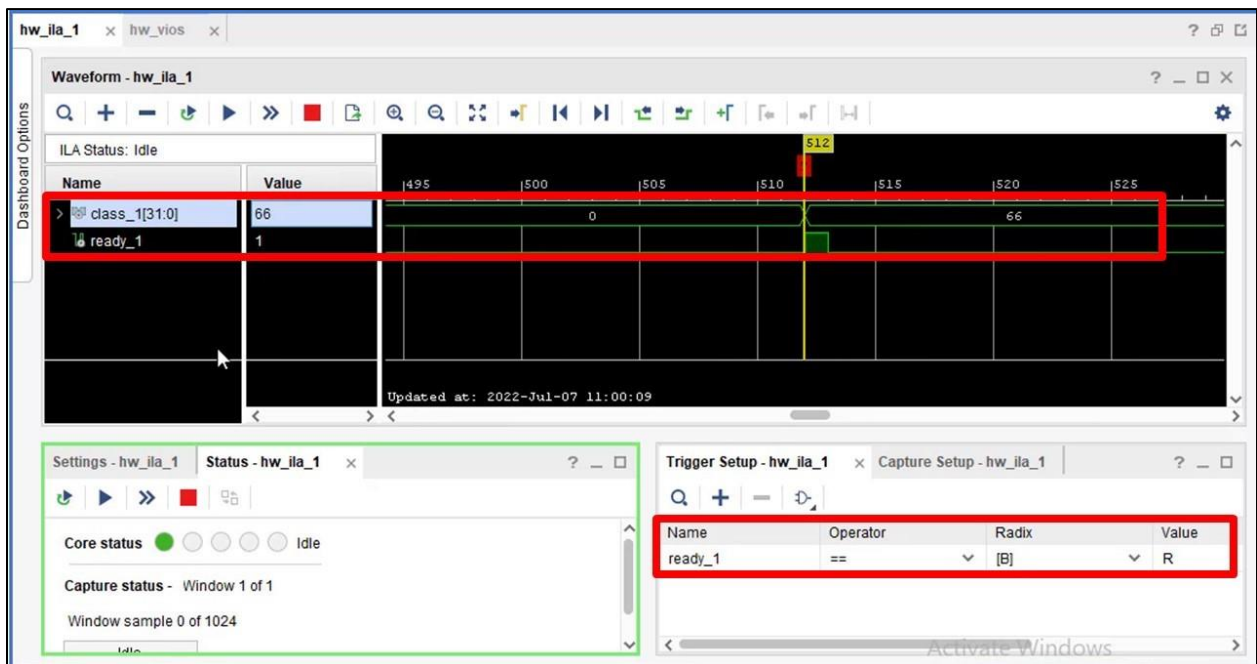 hw_ila_1 × hw_vios × ?
Dashboard Options
Waveform - hw_ila_1 ?
ILA Status: Idle 512
Name Value 495 500 505 510 515 520 525
class_1[31:0] 66 0 66
ready_1 1
Updated at: 2022-Jul-07 11:00:09
Settings - hw_ila_1 Status - hw_ila_1 × ?
Core status Idle
Capture status - Window 1 of 1
Window sample 0 of 1024
Idle
Trigger Setup - hw_ila_1 × Capture Setup - hw_ila_1 ?
Name Operator Radix Value
ready_1 == [B] R
Activate Windows